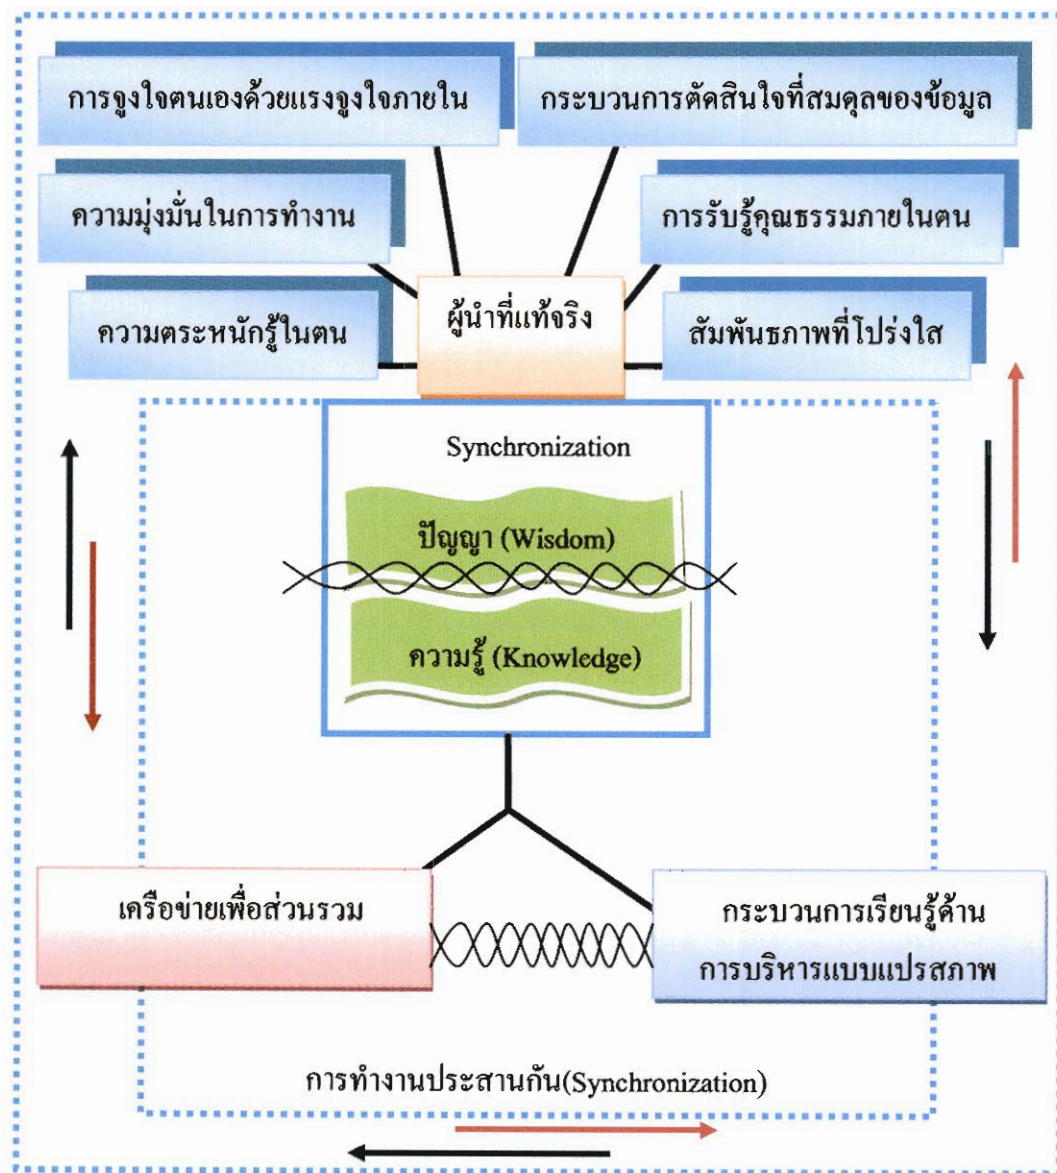 การจูงใจตนเองด้วยแรงจูงใจภายใน
กระบวนการตัดสินใจที่สมดุลของข้อมูล
ความมุ่งมั่นในการทำงาน
การรับรู้คุณธรรมภายในตน
ความตระหนักรู้ในตน
ผู้นำที่แท้จริง
สัมพันธภาพที่โปร่งใส
Synchronization
ปัญญา (Wisdom)
ความรู้ (Knowledge)
เครือข่ายเพื่อส่วนรวม
กระบวนการเรียนรู้ด้าน
การบริหารแบบแปรสภาพ
การทำงานประสานกัน(Synchronization)